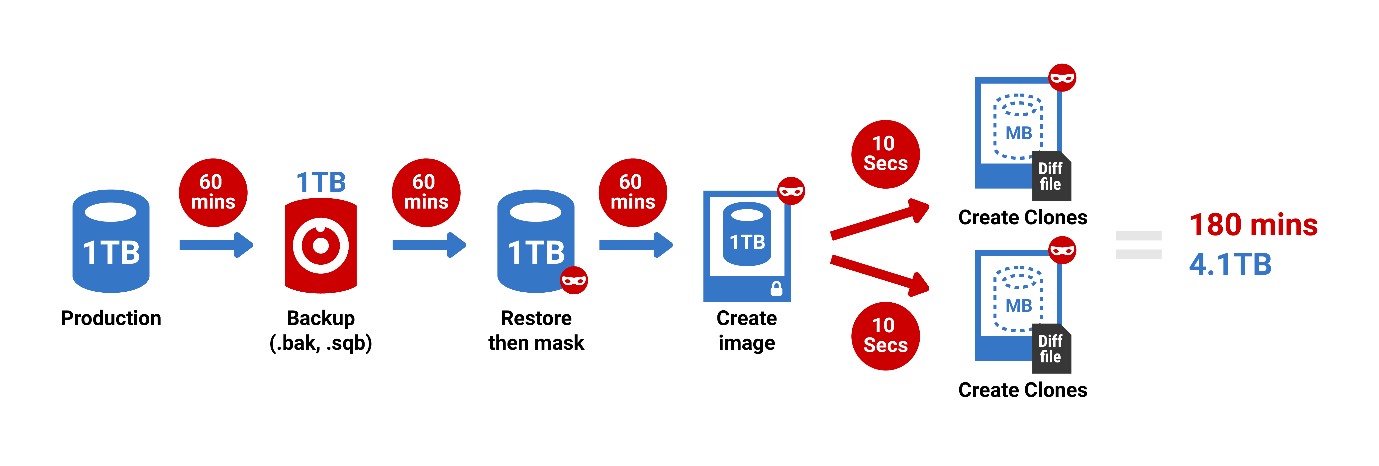 60
mins
1TB
Production
1TB
Backup
(.bak, .sqb)
60
mins
1TB
Restore
then mask
60
mins
1TB
Create
image
10
Secs
MB
Diff
file
Create Clones
10
Secs
MB
Diff
file
Create Clones
180 mins
4.1TB